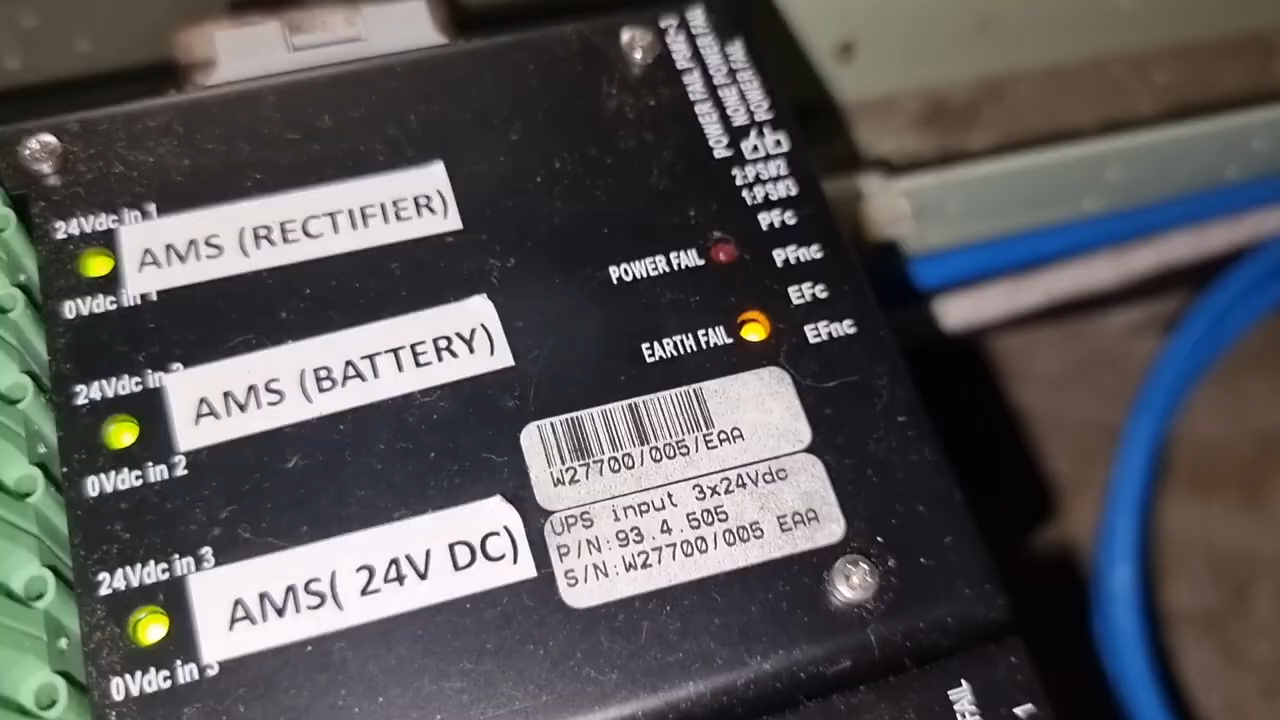 24Vdc in 1
AMS (RECTIFIER)
0Vdc in 1
24Vdc in 2
AMS (BATTERY)
0Vdc in 2
24Vdc in 3
AMS( 24V DC)
0Vdc in 3
POWER FAIL
NONE POWER FAIL
POWER FAIL
2:PS#2
1:PS#3
PFc
POWER FAIL
PFnc
EFc
EARTH FAIL
EFnc
W27700/005/EAA
UPS input 3x24Vdc
P/N:93.4.505
S/N:W27700/005 EAA
FAIL
1